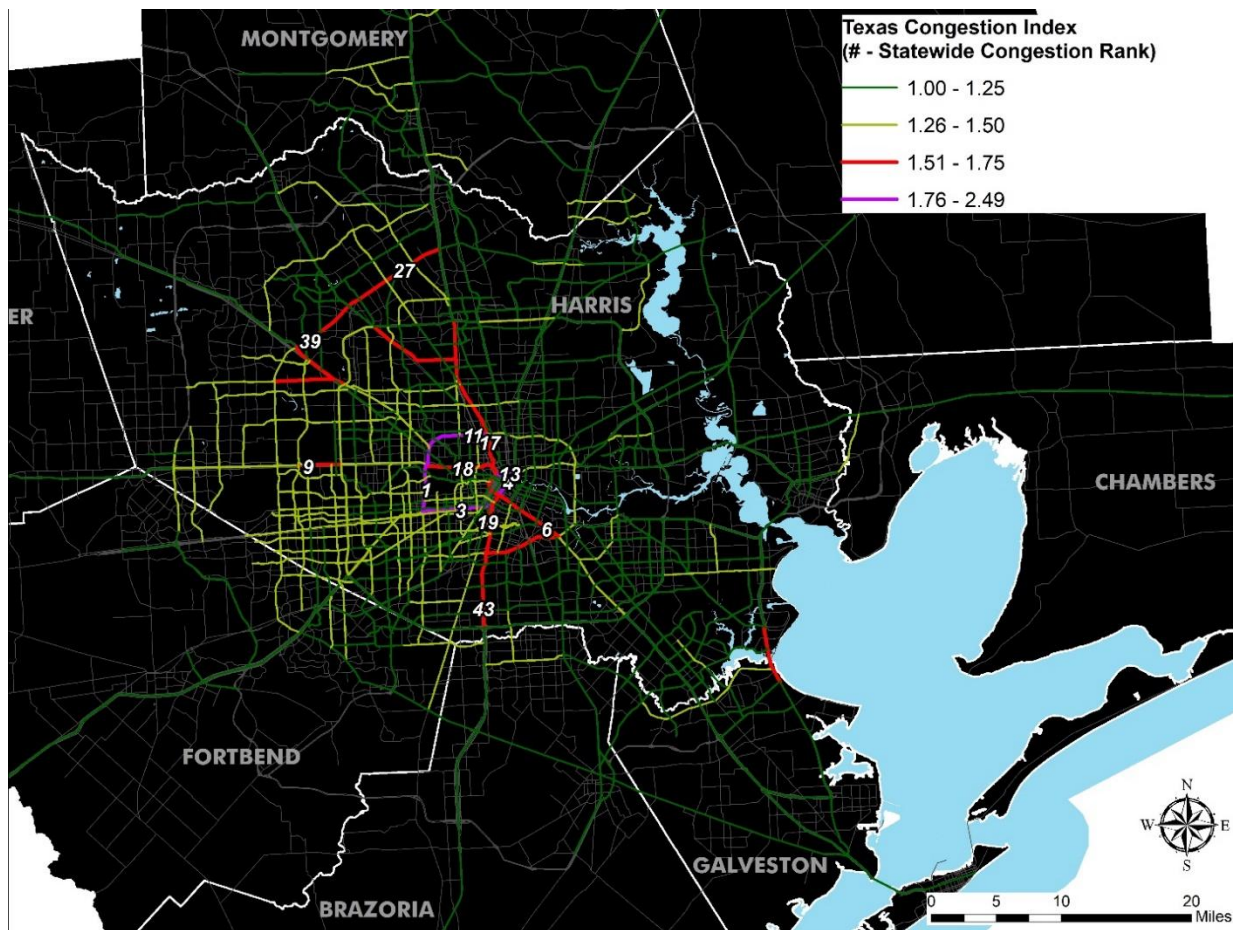 MONTGOMERY
Texas Congestion Index
(# - Statewide Congestion Rank)
1.00 - 1.25
1.26 - 1.50
1.51 - 1.75
1.76 - 2.49
27
HARRIS
ER
39
11
17
9
18
13
1
4
3
19
6
CHAMBERS
43
FORTBEND
N
W E
S
GALVESTON
BRAZORIA
0 5 10 20
Miles